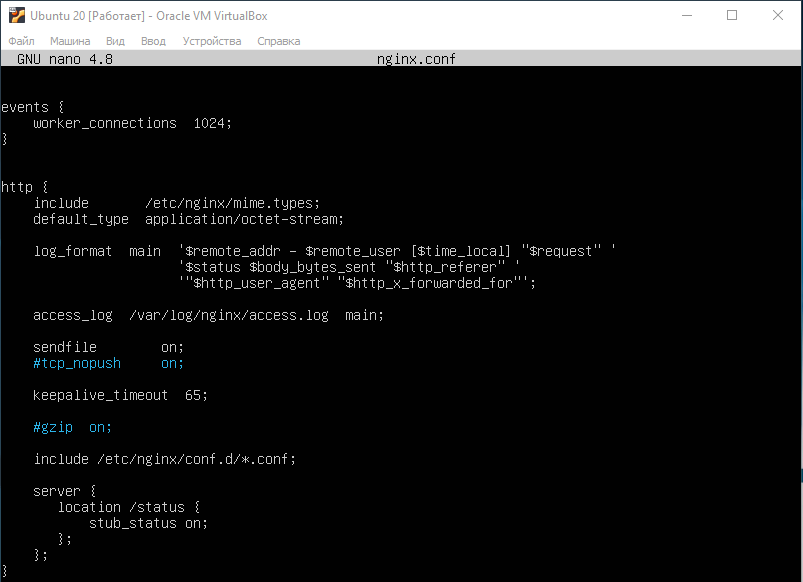 Ubuntu 20 [Работает] - Oracle VM VirtualBox
Файл Машина Вид Ввод Устройства Справка
GNU nano 4.8 nginx.conf
events {
    worker_connections  1024;
}
http {
    include       /etc/nginx/mime.types;
    default_type  application/octet-stream;
    log_format  main  '$remote_addr - $remote_user [$time_local] "$request" '
                      '$status $body_bytes_sent "$http_referer" '
                      '"$http_user_agent" "$http_x_forwarded_for"';
    access_log  /var/log/nginx/access.log  main;
    sendfile        on;
    #tcp_nopush     on;
    keepalive_timeout  65;
    #gzip  on;
    include /etc/nginx/conf.d/*.conf;
    server {
       location /status {
           stub_status on;
       };
    };
}